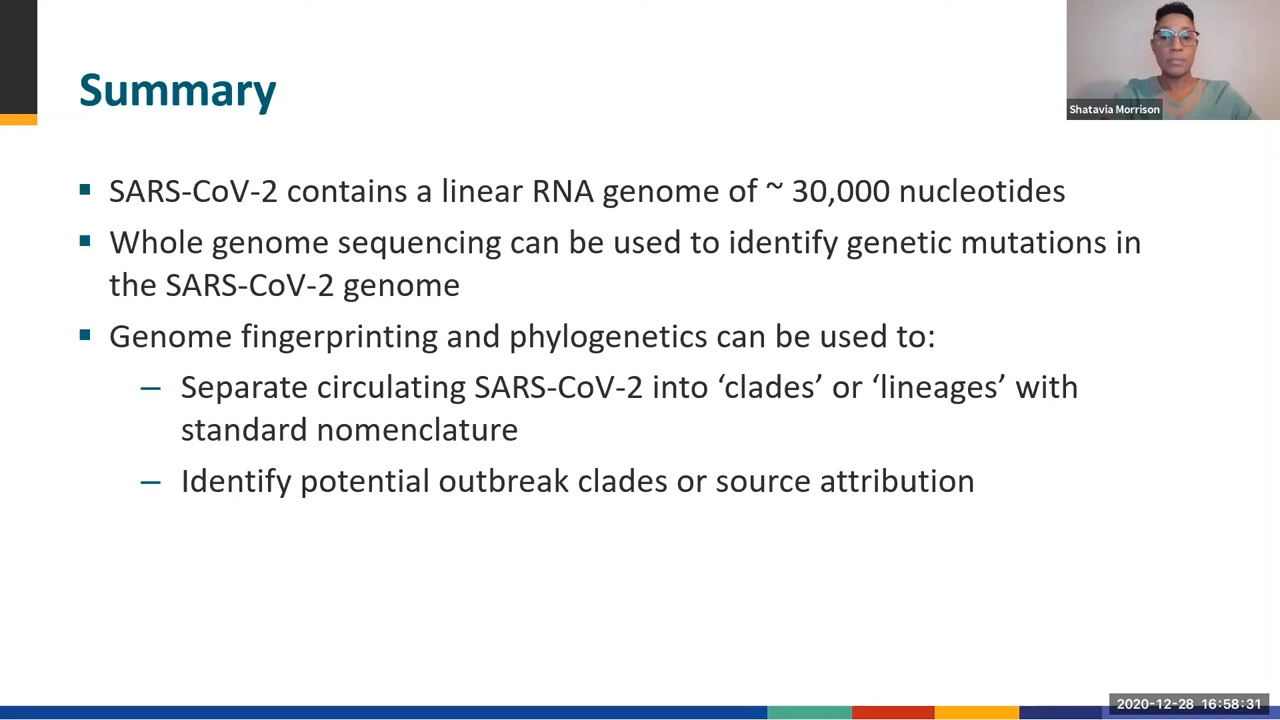 Summary
Shatavia Morrison
▪ SARS-CoV-2 contains a linear RNA genome of ~ 30,000 nucleotides
▪ Whole genome sequencing can be used to identify genetic mutations in
the SARS-CoV-2 genome
▪ Genome fingerprinting and phylogenetics can be used to:
– Separate circulating SARS-CoV-2 into ‘clades’ or ‘lineages’ with
standard nomenclature
– Identify potential outbreak clades or source attribution
2020-12-28 16:58:31